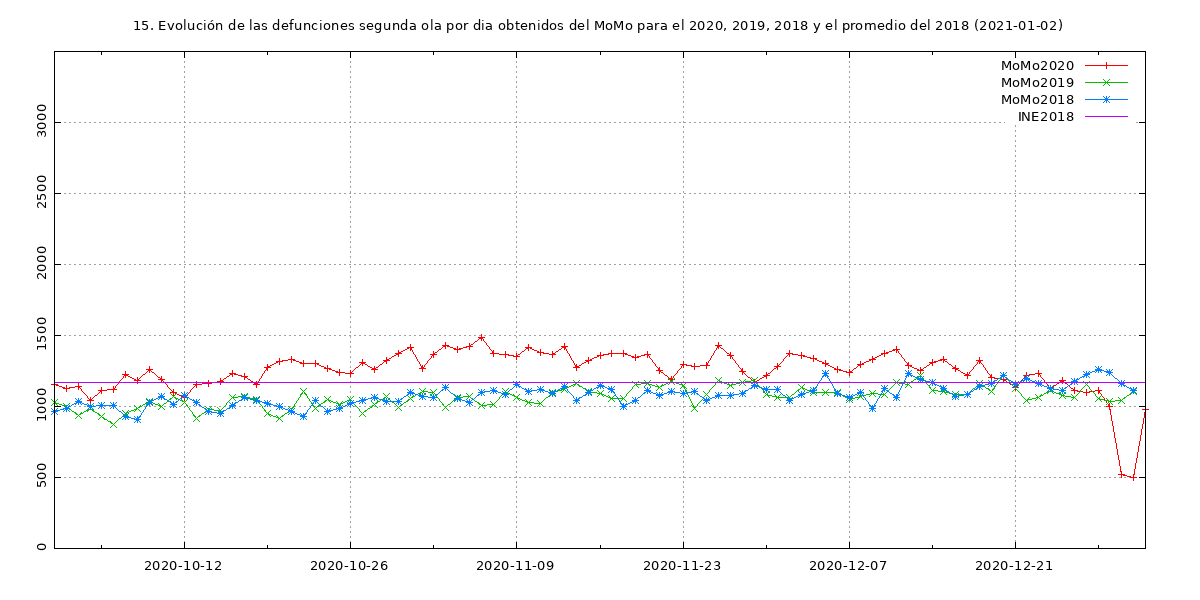 15. Evolución de las defunciones segunda ola por dia obtenidos del MoMo para el 2020, 2019, 2018 y el promedio del 2018 (2021-01-02)
MoMo2020
MoMo2019
MoMo2018
INE2018
3000
2500
2000
1500
1000
500
0
2020-10-12 2020-10-26 2020-11-09 2020-11-23 2020-12-07 2020-12-21